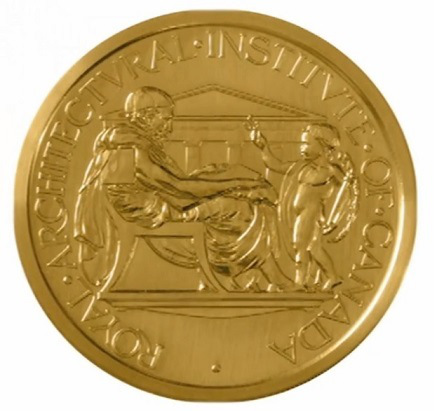 ROYAL · ARCHITECTVRAL · INSTITVTE · OF · CANADA